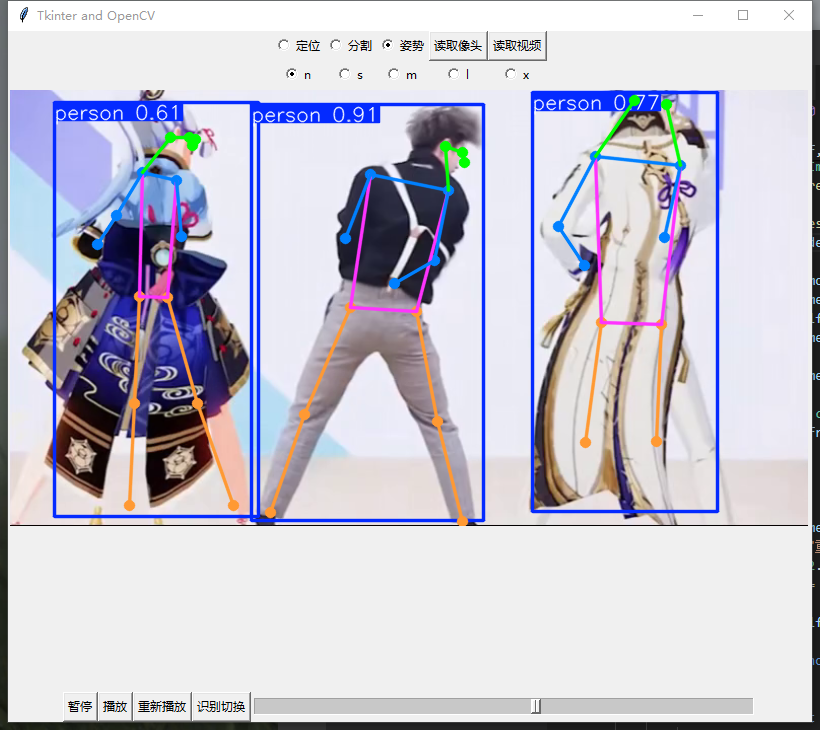 Tkinter and OpenCV
定位 分割 姿势 读取像头 读取视频
n s m l x
person 0.61
person 0.91
person 0.77
暂停 播放 重新播放 识别切换